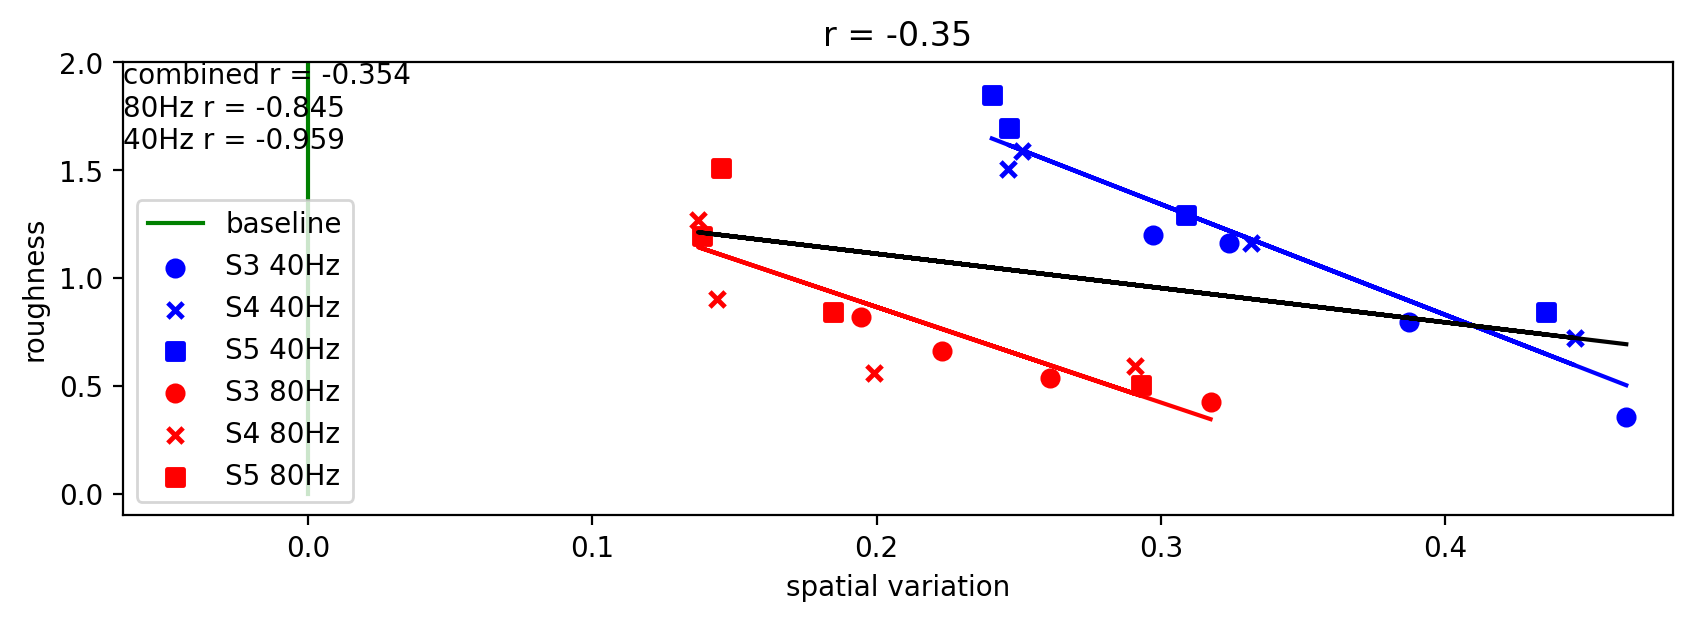 r = -0.35
combined r = -0.354
80Hz r = -0.845
40Hz r = -0.959
2.0
1.5
1.0
0.5
0.0
roughness
baseline
S3 40Hz
S4 40Hz
S5 40Hz
S3 80Hz
S4 80Hz
S5 80Hz
0.0 0.1 0.2 0.3 0.4
spatial variation